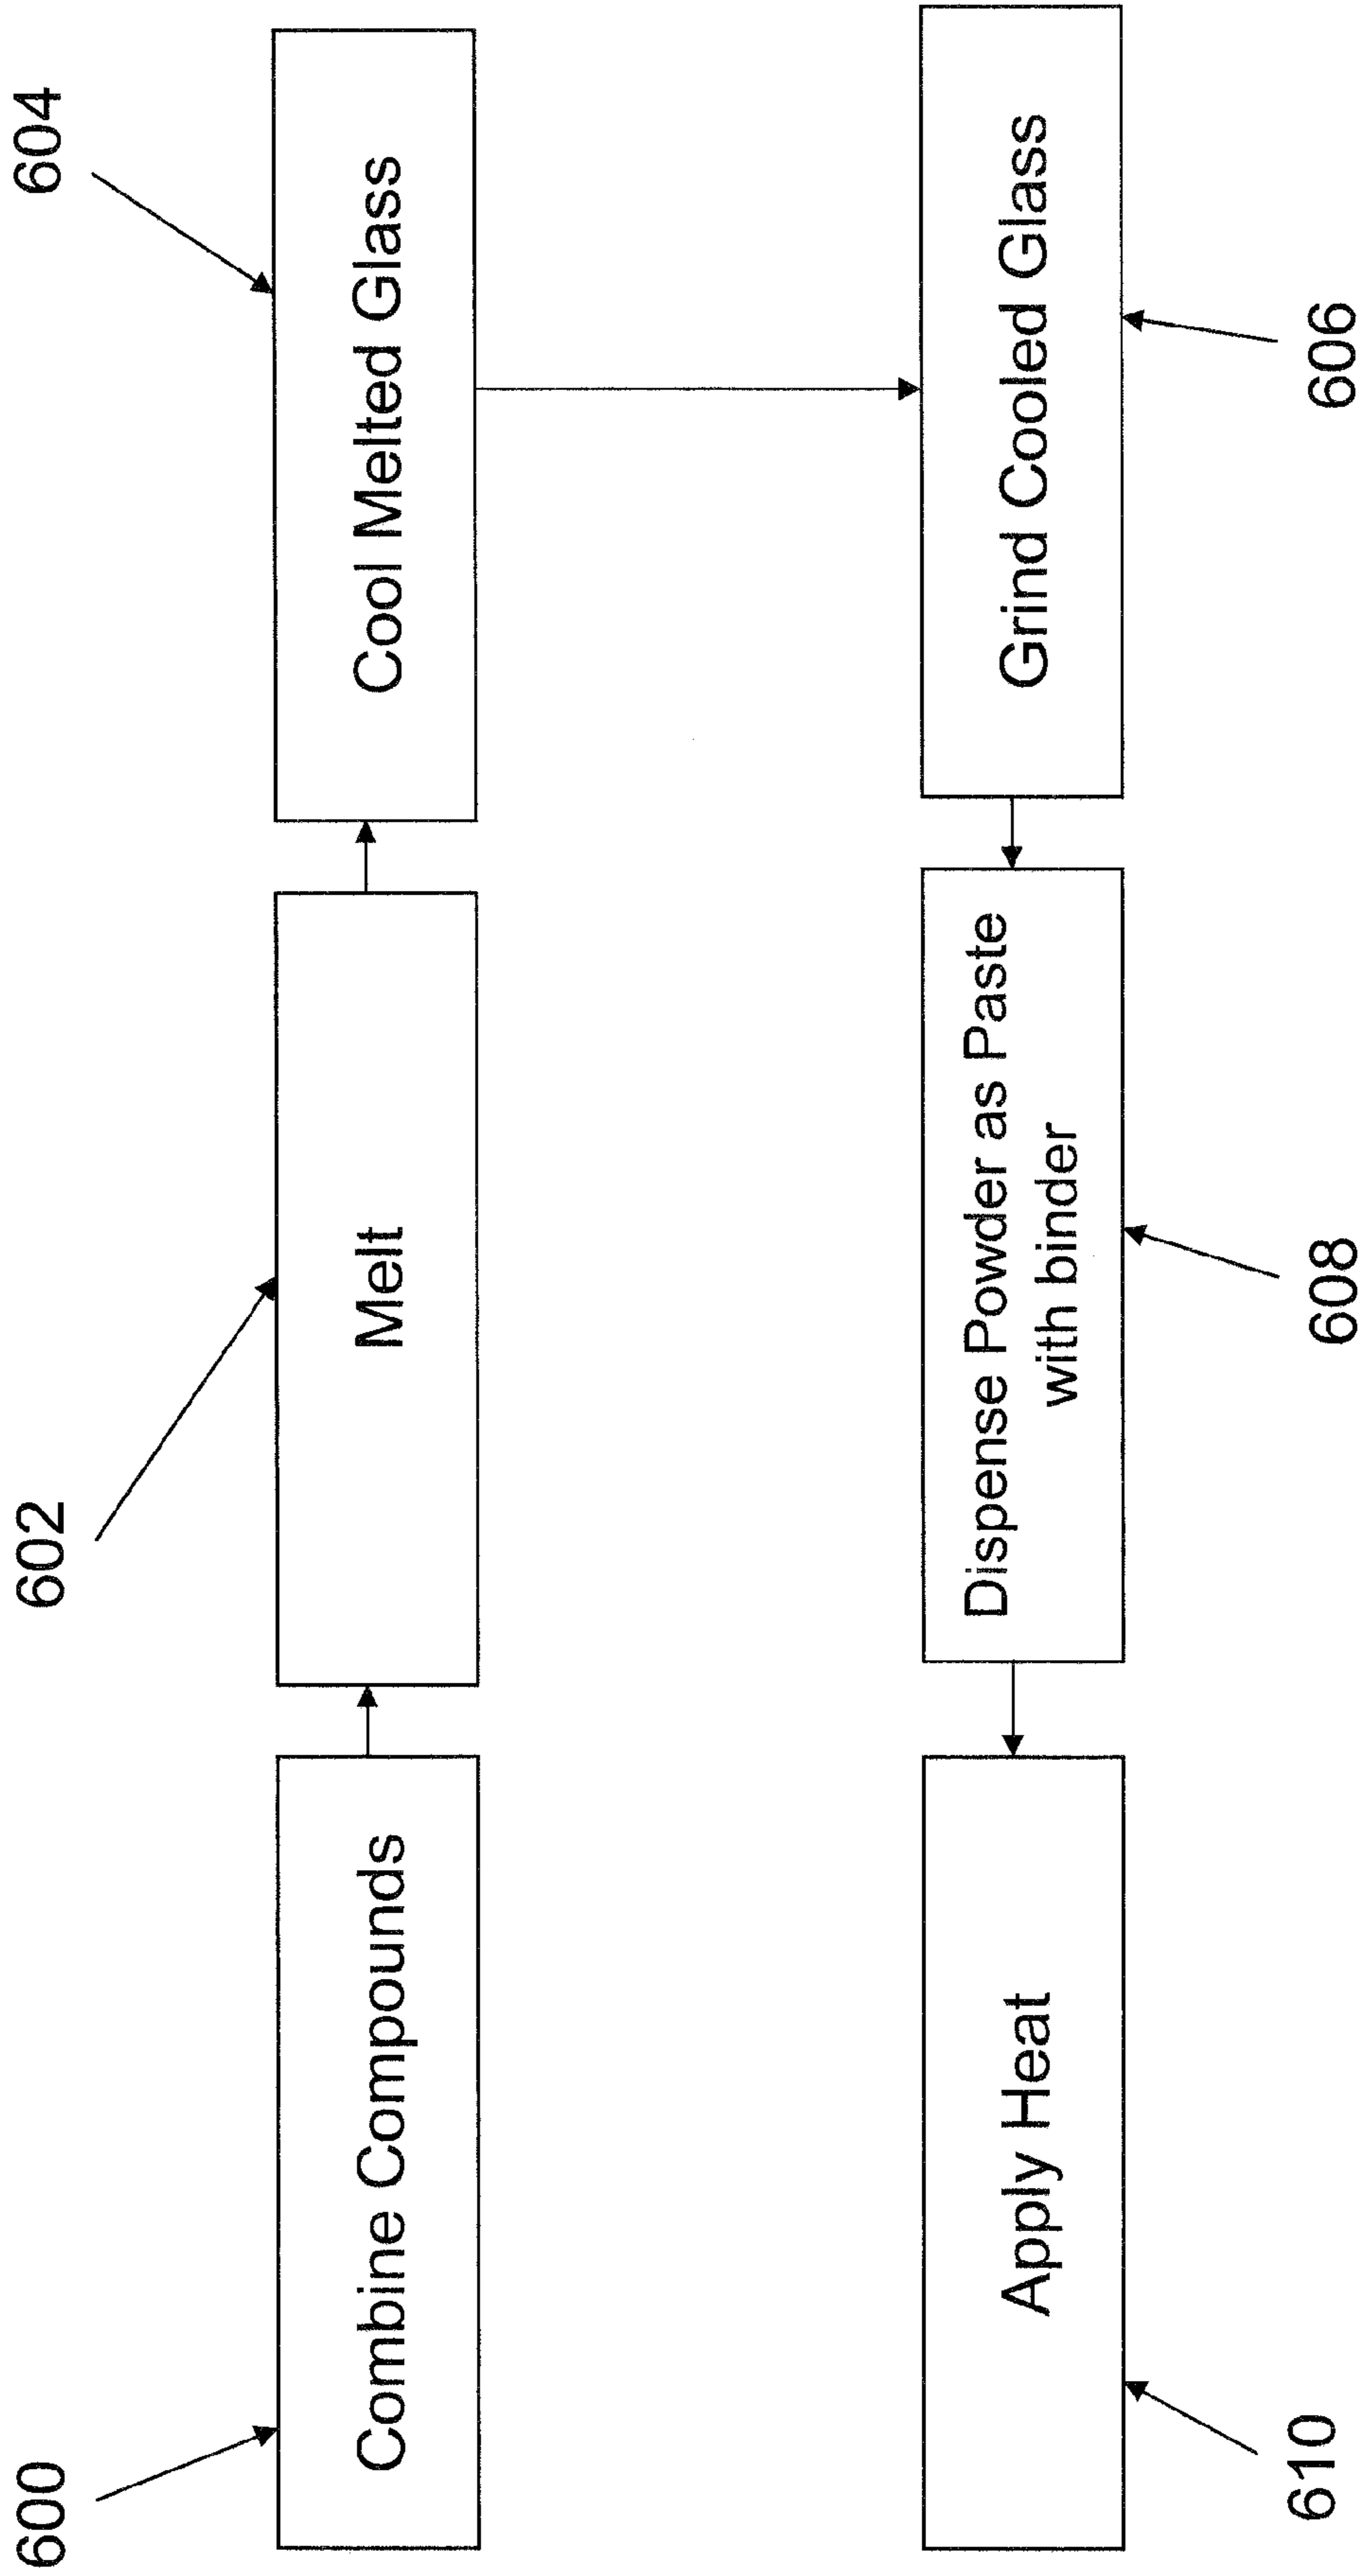 600
Combine Compounds
602
Melt
604
Cool Melted Glass
606
Grind Cooled Glass
608
Dispense Powder as Paste
with binder
610
Apply Heat